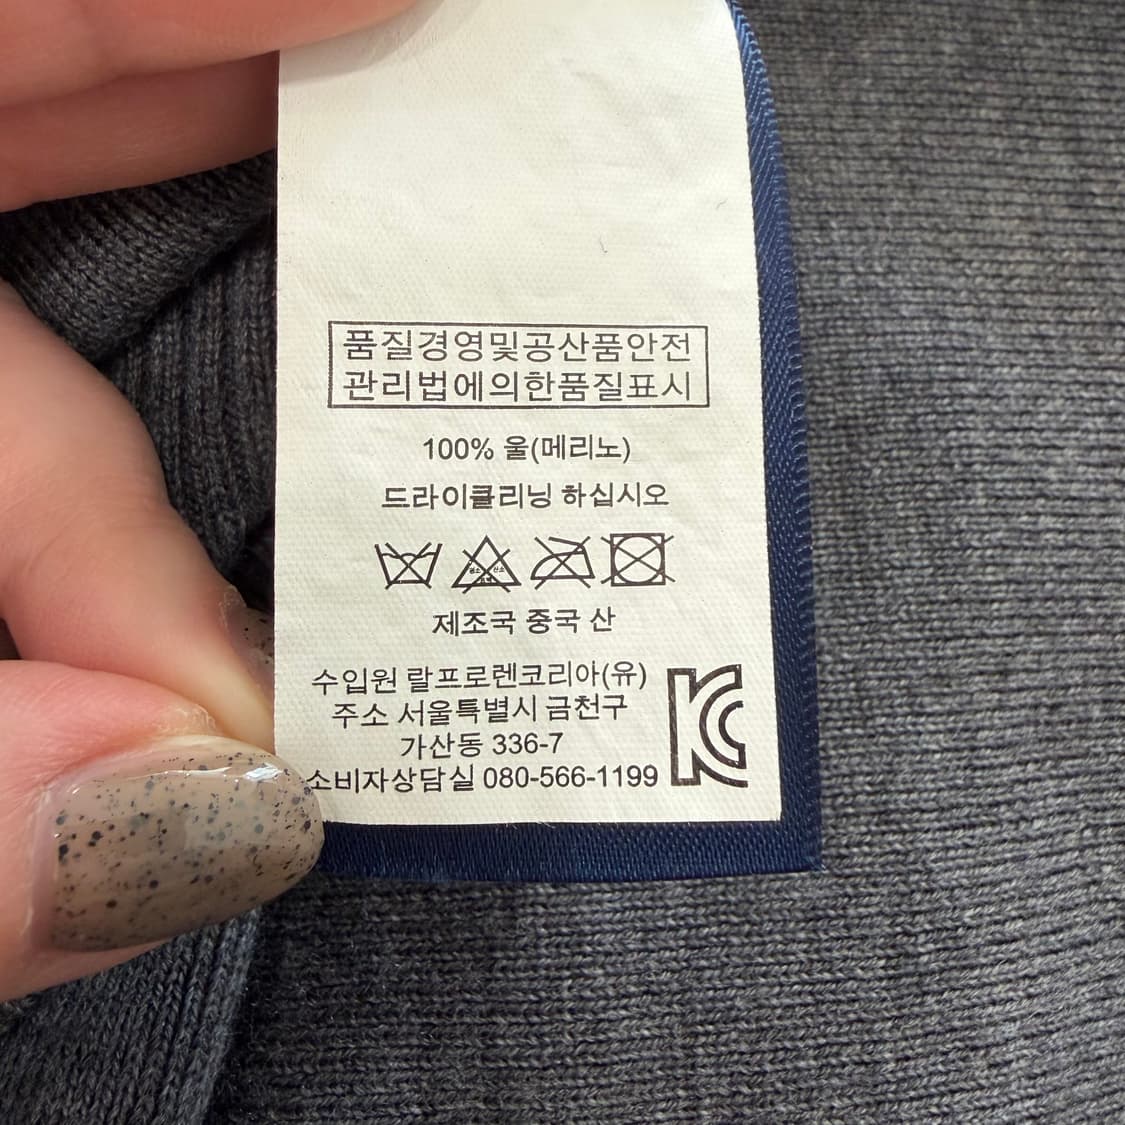 품질경영및공산품안전
관리법에의한품질표시
100% 울(메리노)
드라이클리닝 하십시오
제조국 중국 산
수입원 랄프로렌코리아(유)
주소 서울특별시 금천구
가산동 336-7
소비자상담실 080-566-1199
KC